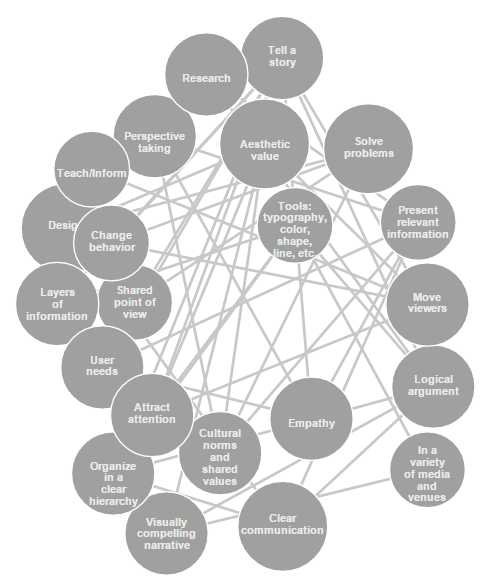 Tell a
story
Research
Perspective
taking
Aesthetic
value
Solve
problems
Teach/Inform
Tools:
typography,
color,
shape,
line, etc.
Present
relevant
information
Desig
Change
behavior
Layers
of
information
Shared
point of
view
Move
viewers
User
needs
Logical
argument
Attract
attention
Empathy
Cultural
norms
and
shared
values
In a
variety
of media
and
venues
Organize
in a
clear
hierarchy
Visually
compelling
narrative
Clear
communication